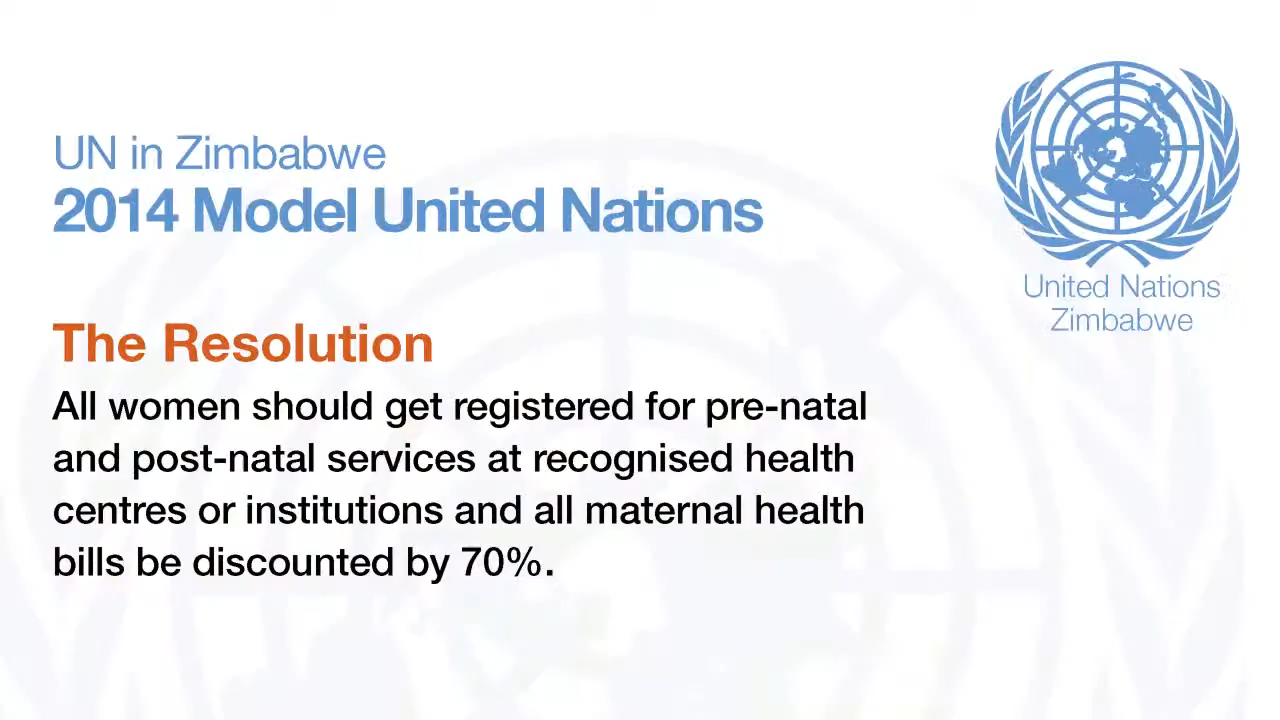 UN in Zimbabwe
2014 Model United Nations
United Nations
Zimbabwe
The Resolution
All women should get registered for pre-natal
and post-natal services at recognised health
centres or institutions and all maternal health
bills be discounted by 70%.